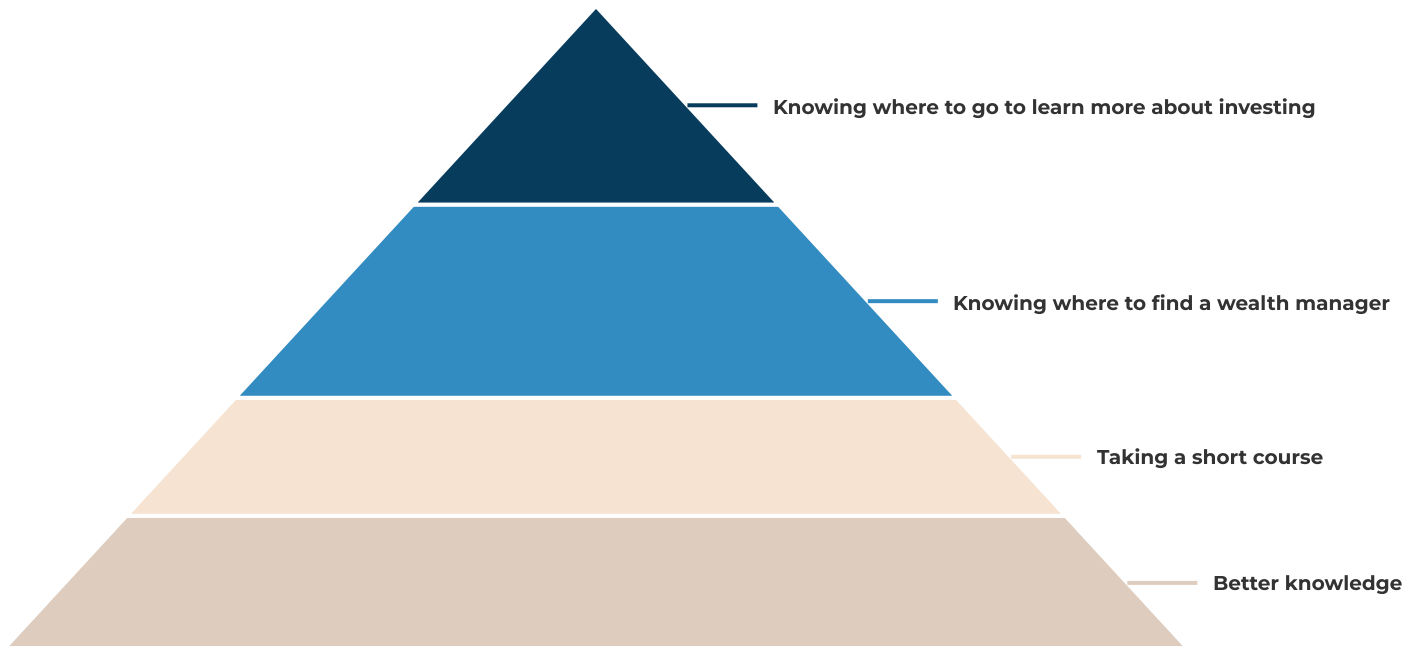 Knowing where to go to learn more about investing
Knowing where to find a wealth manager
Taking a short course
Better knowledge